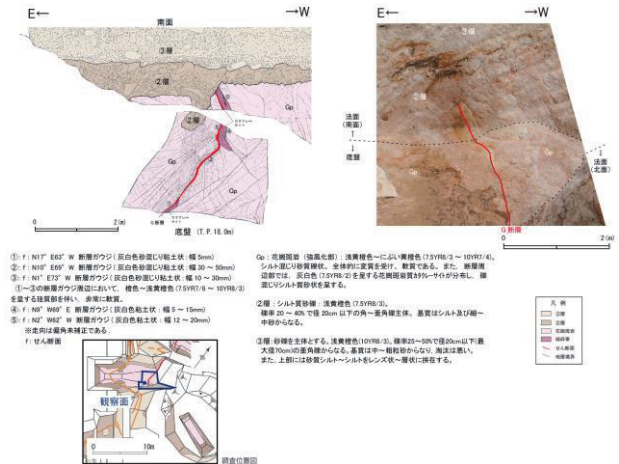 E← →W
南面
③層
②層
Gp
②層
Gp
Gp
G断層
底盤 (T.P.18.0m)
0 2(m)
E← →W
③層
②層
法面
(南面)
底盤
Gp
Gp
法面
(北面)
G断層
0 2(m)
①: f : N17° E63° W 断層ガウジ(灰白色砂混じり粘土状:幅5mm)
②: f : N10° E69° W 断層ガウジ(灰白色砂混じり粘土状:幅30～50mm)
③: f : N1° E73° W 断層ガウジ(灰白色砂混じり粘土状:幅10～30mm)
①～③の断層ガウジ周辺において、橙色～浅黄橙色(7.5YR7/6 ～ 10YR8/3)
を呈する珪質部を伴い、非常に軟質。
④: f : N9° W69° E 断層ガウジ(灰白色粘土状:幅5～15mm)
⑤: f : N2° W62° W 断層ガウジ(灰白色粘土状:幅12～20mm)
※走向は偏角未補正である.
f: せん断面
Gp : 花崗斑岩(強風化部):浅黄橙色～にぶい黄橙色(7.5YR8/3 ～ 10YR7/4)。
シルト混じり砂質礫状。全体的に変質を受け、軟質である。また、断層周
辺部では、灰白色(7.5YR8/2)を呈する花崗斑岩質カタクレーサイトが分布し、礫
混じりシルト質砂状を呈する。
②層:シルト質砂礫:浅黄橙色(7.5YR8/3)。
礫率20～40%で径20cm以下の角～亜角礫主体。基質はシルト及び細～
中砂からなる。
③層:砂礫を主体とする。浅黄橙色(10YR8/3)。礫率25～50%で径20cm以下(最
大径70cm)の亜角礫からなる。基質は中～粗粒砂からなり、淘汰は悪い。
また、上部には砂質シルト～シルトをレンズ状～層状に挟在する。
凡例
③層
②層
花崗斑岩
破砕帯
せん断面
地層境界
観察面
0 10m
調査位置図